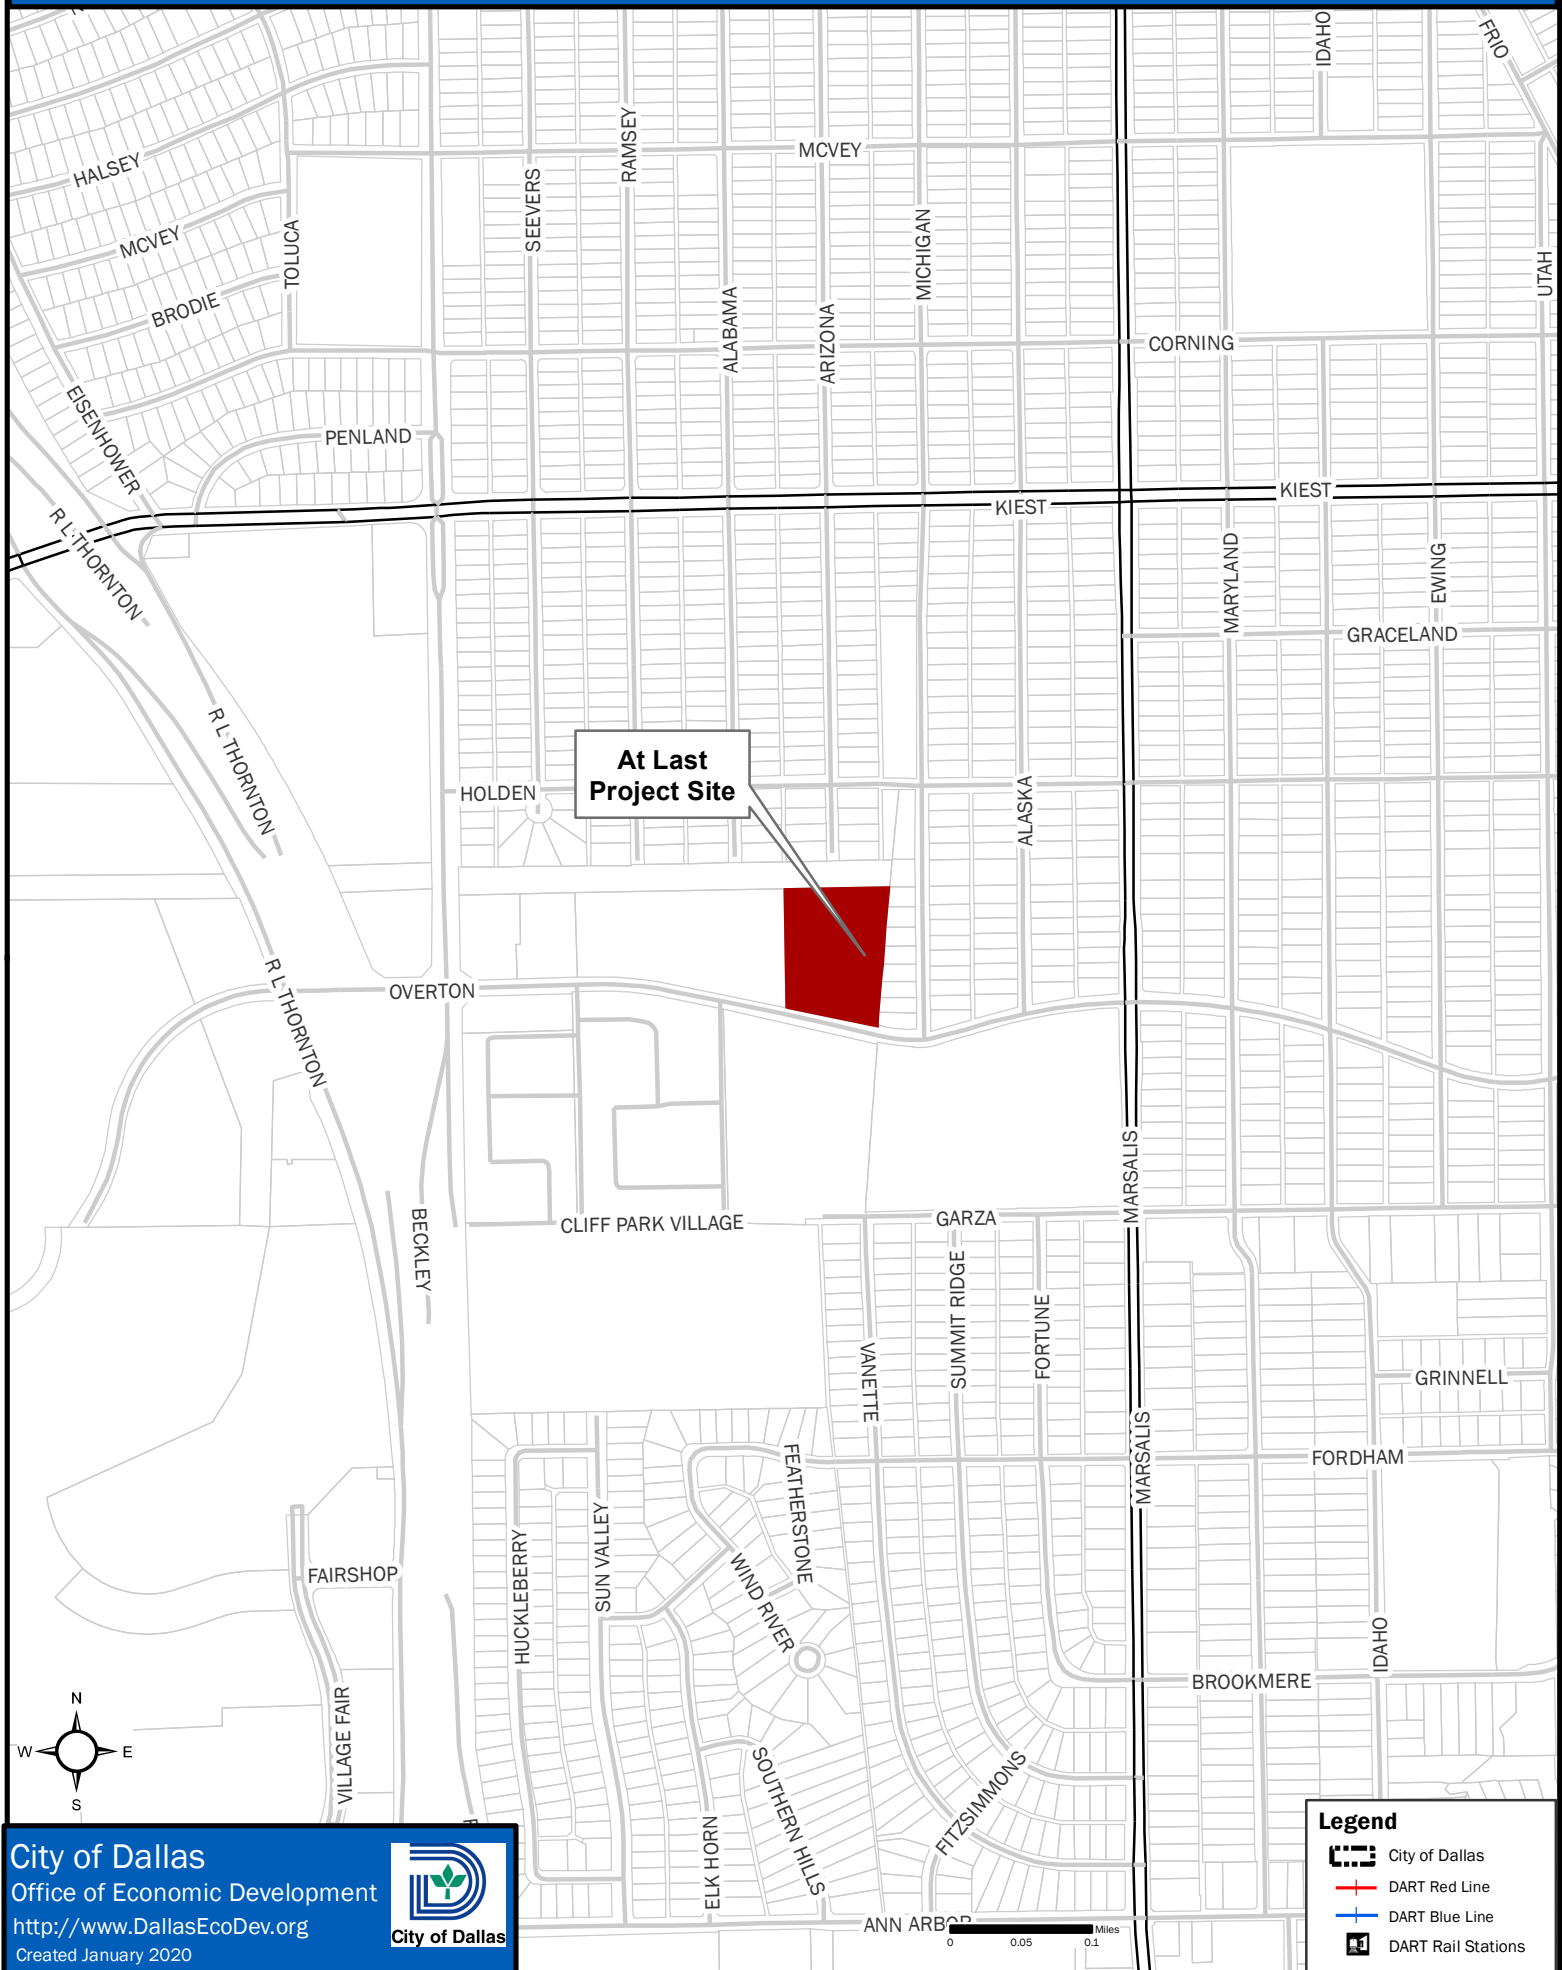 IDAHO
FRIO
RAMSEY
MCVEY
HALSEY
SEEVERS
MICHIGAN
TOLUCA
MCVEY
UTAH
BRODIE
ALABAMA
ARIZONA
CORNING
EISENHOWER
PENLAND
KIEST
KIEST
R L THORNTON
MARYLAND
EWING
GRACELAND
R L THORNTON
At Last
Project Site
HOLDEN
ALASKA
OVERTON
R L THORNTON
MARSALIS
BECKLEY
CLIFF PARK VILLAGE
GARZA
SUMMIT RIDGE
FORTUNE
VANETTE
GRINNELL
MARSALIS
FORDHAM
FEATHERSTONE
HUCKLEBERRY
SUN VALLEY
WIND RIVER
FAIRSHOP
IDAHO
BROOKMERE
VILLAGE FAIR
SOUTHERN HILLS
FITZSIMMONS
ELK HORN
ANN ARBOR
N
W
E
S
City of Dallas
Office of Economic Development
http://www.DallasEcoDev.org
Created January 2020
City of Dallas
Miles
0
0.05
0.1
Legend
City of Dallas
DART Red Line
DART Blue Line
DART Rail Stations